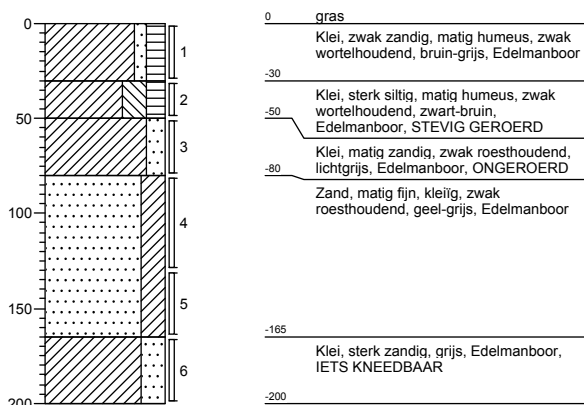 0
50
100
150
200
1
2
3
4
5
6
0 gras
Klei, zwak zandig, matig humeus, zwak
wortelhoudend, bruin-grijs, Edelmanboor
-30
Klei, sterk siltig, matig humeus, zwak
wortelhoudend, zwart-bruin,
Edelmanboor, STEVIG GEROERD
-50
Klei, matig zandig, zwak roesthoudend,
lichtgrijs, Edelmanboor, ONGEROERD
-80
Zand, matig fijn, kleiïg, zwak
roesthoudend, geel-grijs, Edelmanboor
-165
Klei, sterk zandig, grijs, Edelmanboor,
IETS KNEEDBAAR
-200